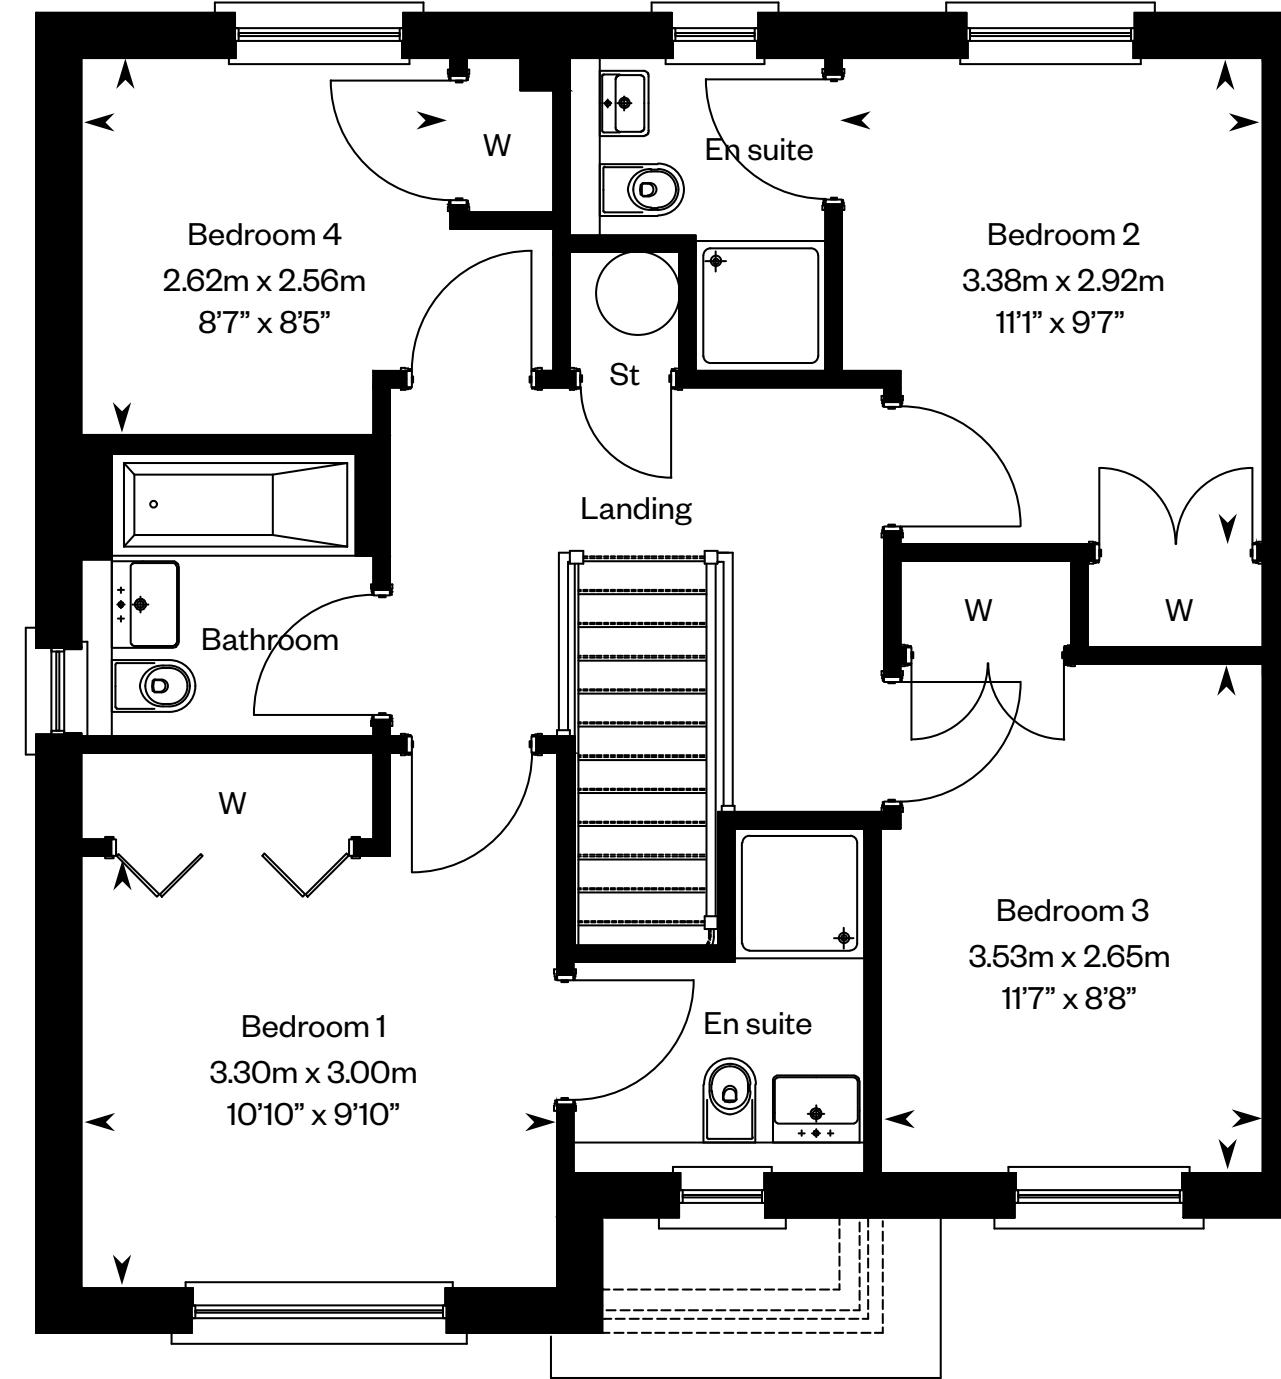 W
En suite
Bedroom 4
2.62m x 2.56m
8’7” x 8’5”
Bedroom 2
3.38m x 2.92m
11’1” x 9’7”
St
Landing
W
W
Bathroom
W
Bedroom 3
3.53m x 2.65m
11’7” x 8’8”
Bedroom 1
3.30m x 3.00m
10’10” x 9’10”
En suite